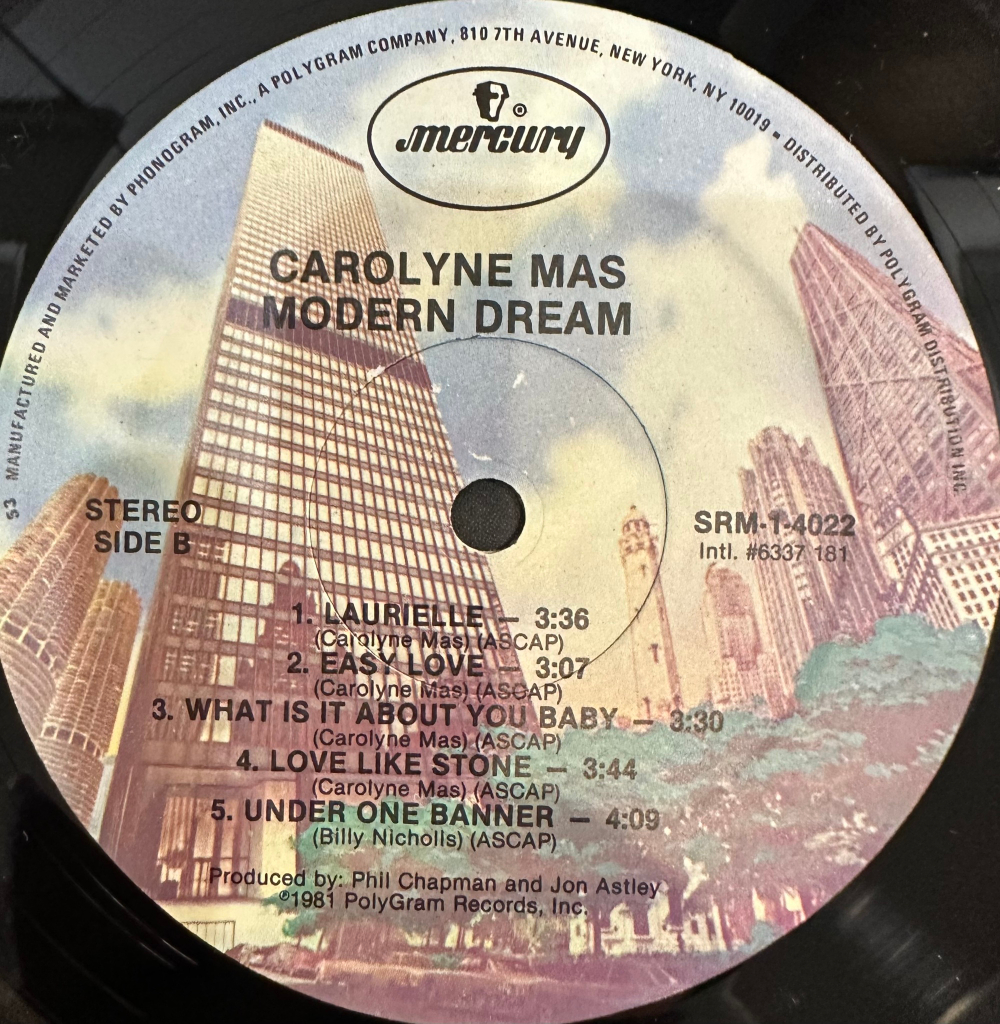 53 MANUFACTURED AND MARKETED BY PHONOGRAM, INC., A POLYGRAM COMPANY, 810 7TH AVENUE, NEW YORK, NY 10019 ▪ DISTRIBUTED BY POLYGRAM DISTRIBUTION INC
mercury ®
CAROLYNE MAS
MODERN DREAM
STEREO
SIDE B
SRM-1-4022
Intl. #6337 181
1. LAURIELLE — 3:36
(Carolyne Mas) (ASCAP)
2. EASY LOVE — 3:07
(Carolyne Mas) (ASCAP)
3. WHAT IS IT ABOUT YOU BABY — 3:30
(Carolyne Mas) (ASCAP)
4. LOVE LIKE STONE — 3:44
(Carolyne Mas) (ASCAP)
5. UNDER ONE BANNER — 4:09
(Billy Nicholls) (ASCAP)
Produced by: Phil Chapman and Jon Astley
℗1981 PolyGram Records, Inc.